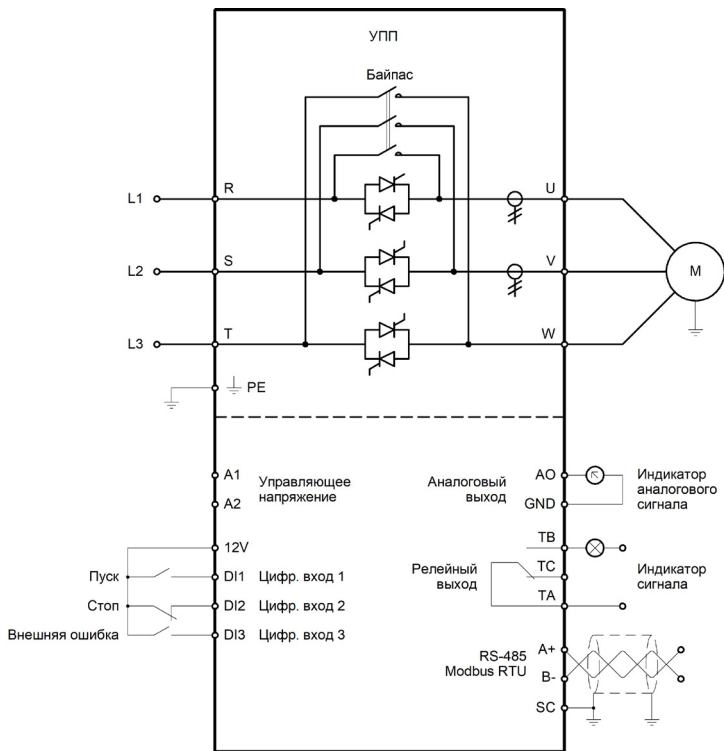 УПП
Байпас
L1
R
U
L2
S
V
M
L3
T
W
PE
A1
Управляющее
напряжение
A2
Аналоговый
выход
AO
GND
Индикатор
аналогового
сигнала
12V
Пуск
DI1
Цифр. вход 1
Стоп
DI2
Цифр. вход 2
Внешняя ошибка
DI3
Цифр. вход 3
TB
Релейный
выход
TC
TA
Индикатор
сигнала
RS-485
Modbus RTU
A+
B-
SC